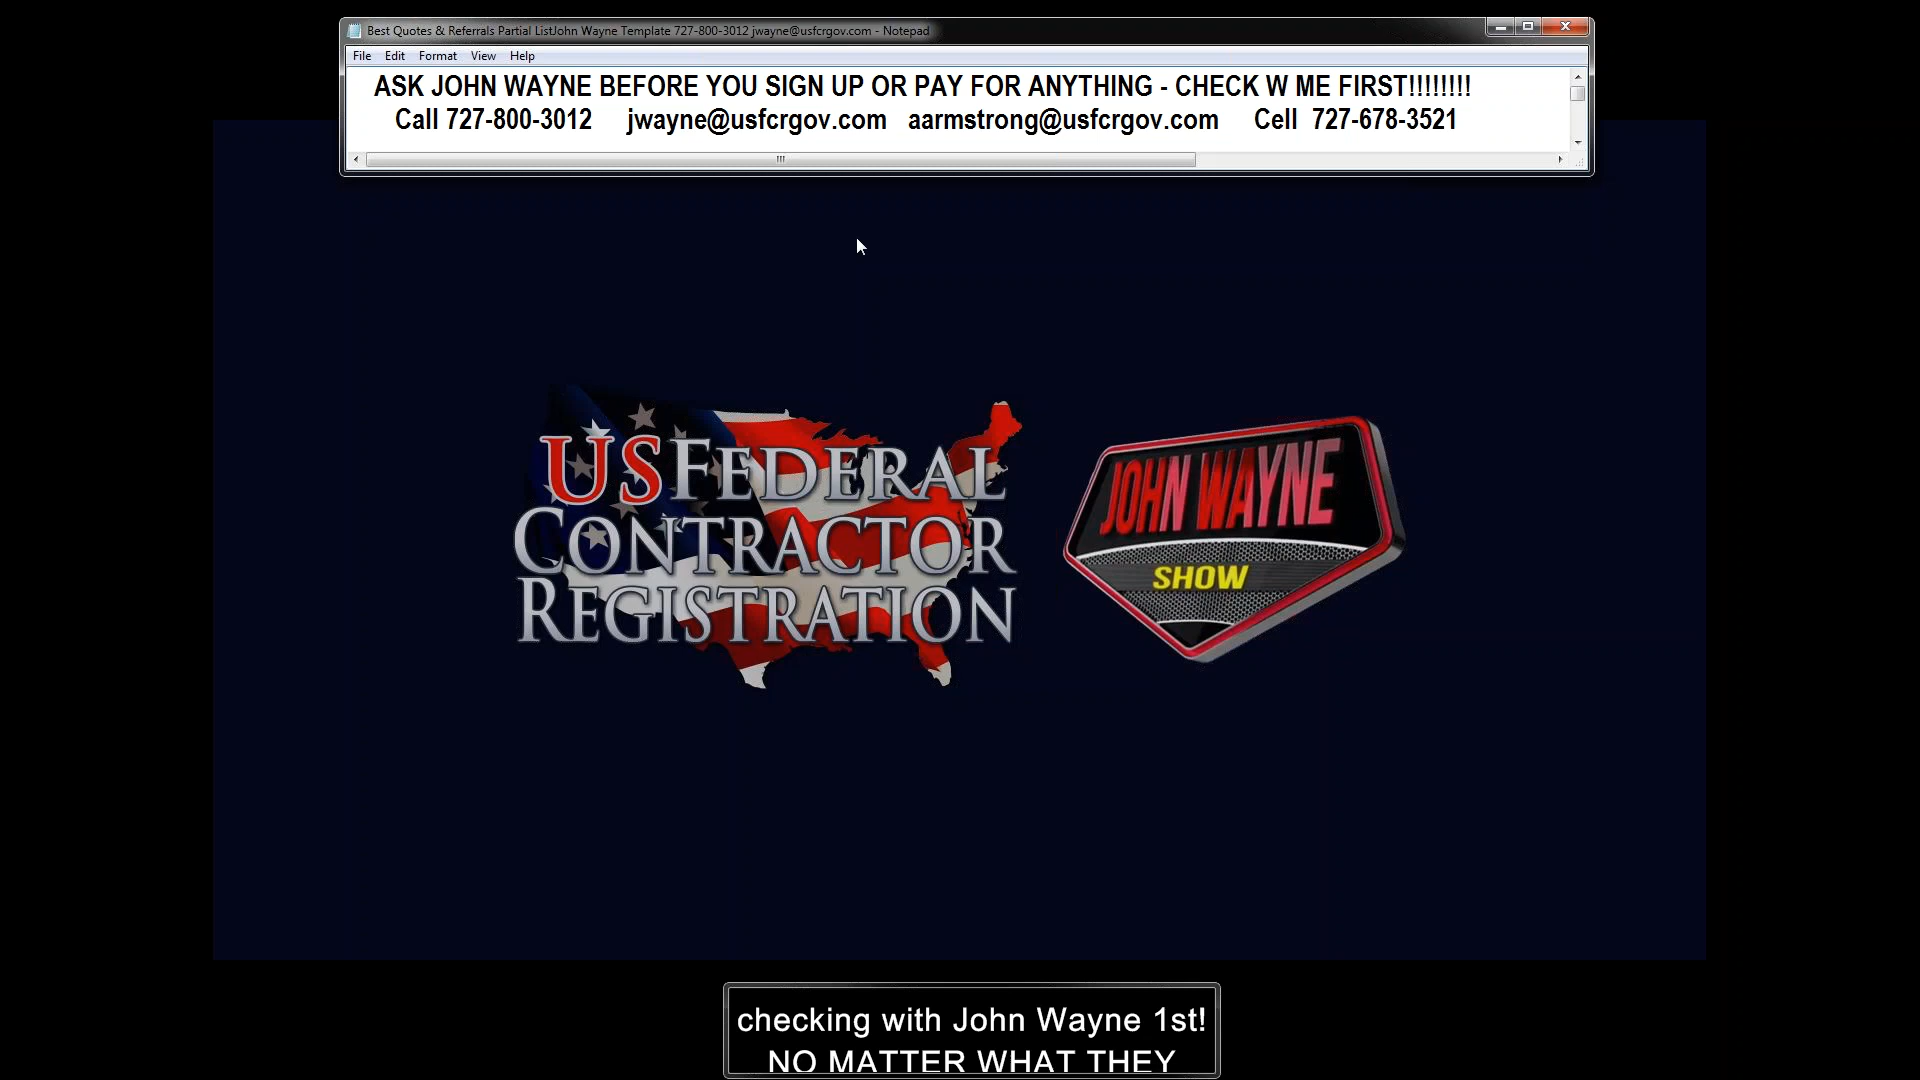 Best Quotes & Referrals Partial ListJohn Wayne Template 727-800-3012 jwayne@usfcrgov.com - Notepad
File Edit Format View Help
ASK JOHN WAYNE BEFORE YOU SIGN UP OR PAY FOR ANYTHING - CHECK W ME FIRST!!!!!!!!
Call 727-800-3012 jwayne@usfcrgov.com aarmstrong@usfcrgov.com Cell 727-678-3521
US FEDERAL
CONTRACTOR
REGISTRATION
JOHN WAYNE
SHOW
checking with John Wayne 1st!
NO MATTER WHAT THEY